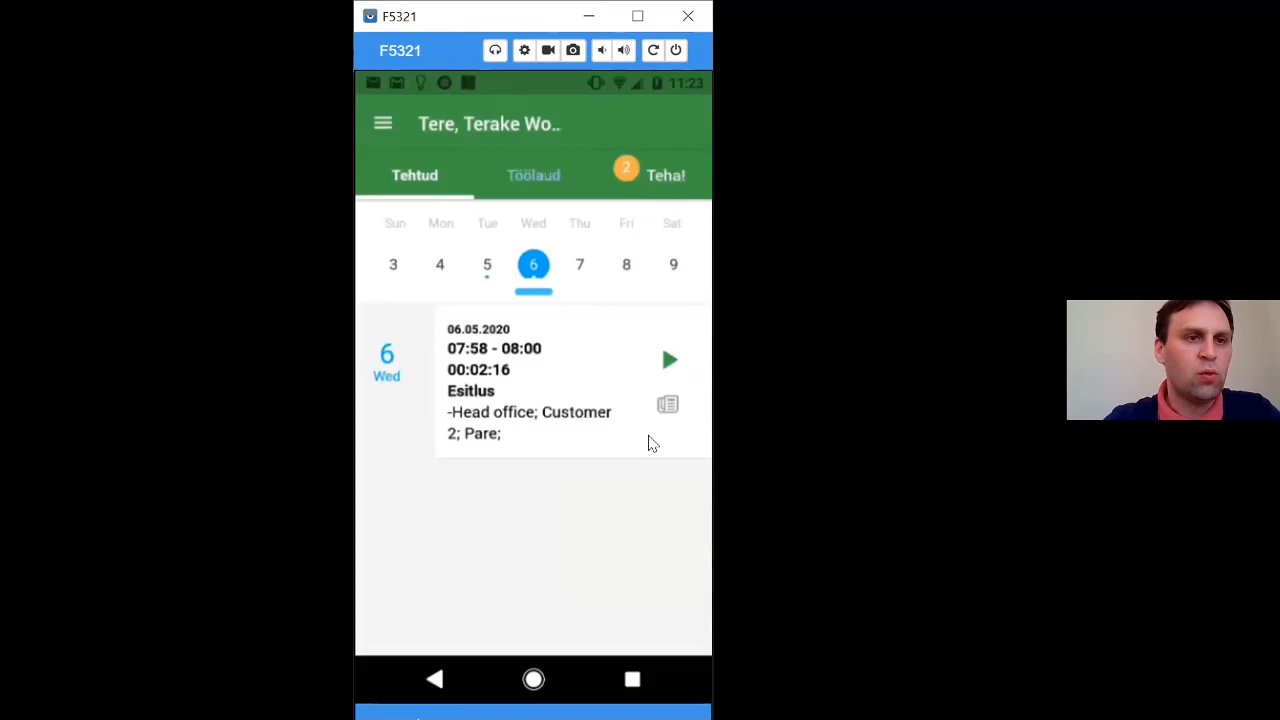 F5321
F5321
11:23
Tere, Terake Wo..
Tehtud
Töölaud
2
Teha!
Sun Mon Tue Wed Thu Fri Sat
3 4 5 6 7 8 9
6
Wed
06.05.2020
07:58 - 08:00
00:02:16
Esitlus
-Head office; Customer
2; Pare;